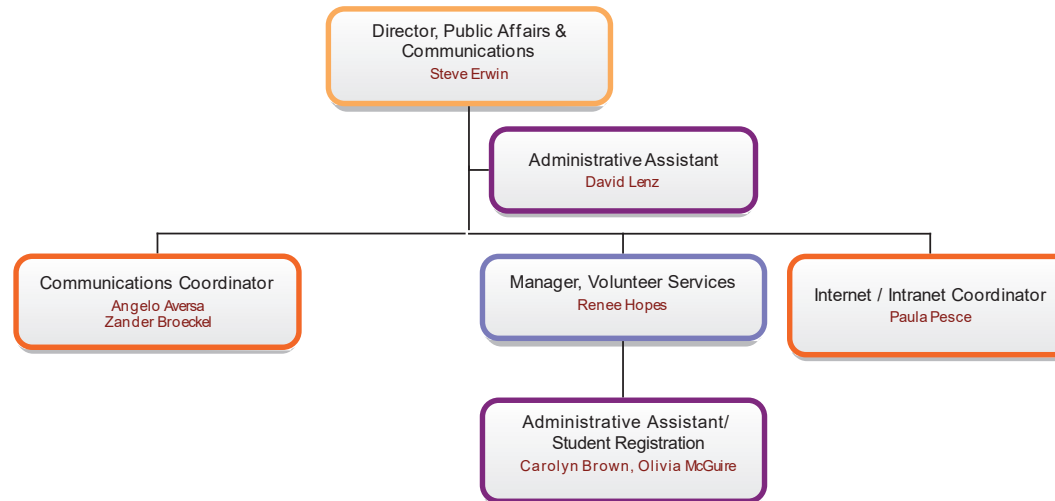 Director, Public Affairs &
Communications
Steve Erwin
Administrative Assistant
David Lenz
Communications Coordinator
Angelo Aversa
Zander Broeckel
Manager, Volunteer Services
Renee Hopes
Internet / Intranet Coordinator
Paula Pesce
Administrative Assistant/
Student Registration
Carolyn Brown, Olivia McGuire